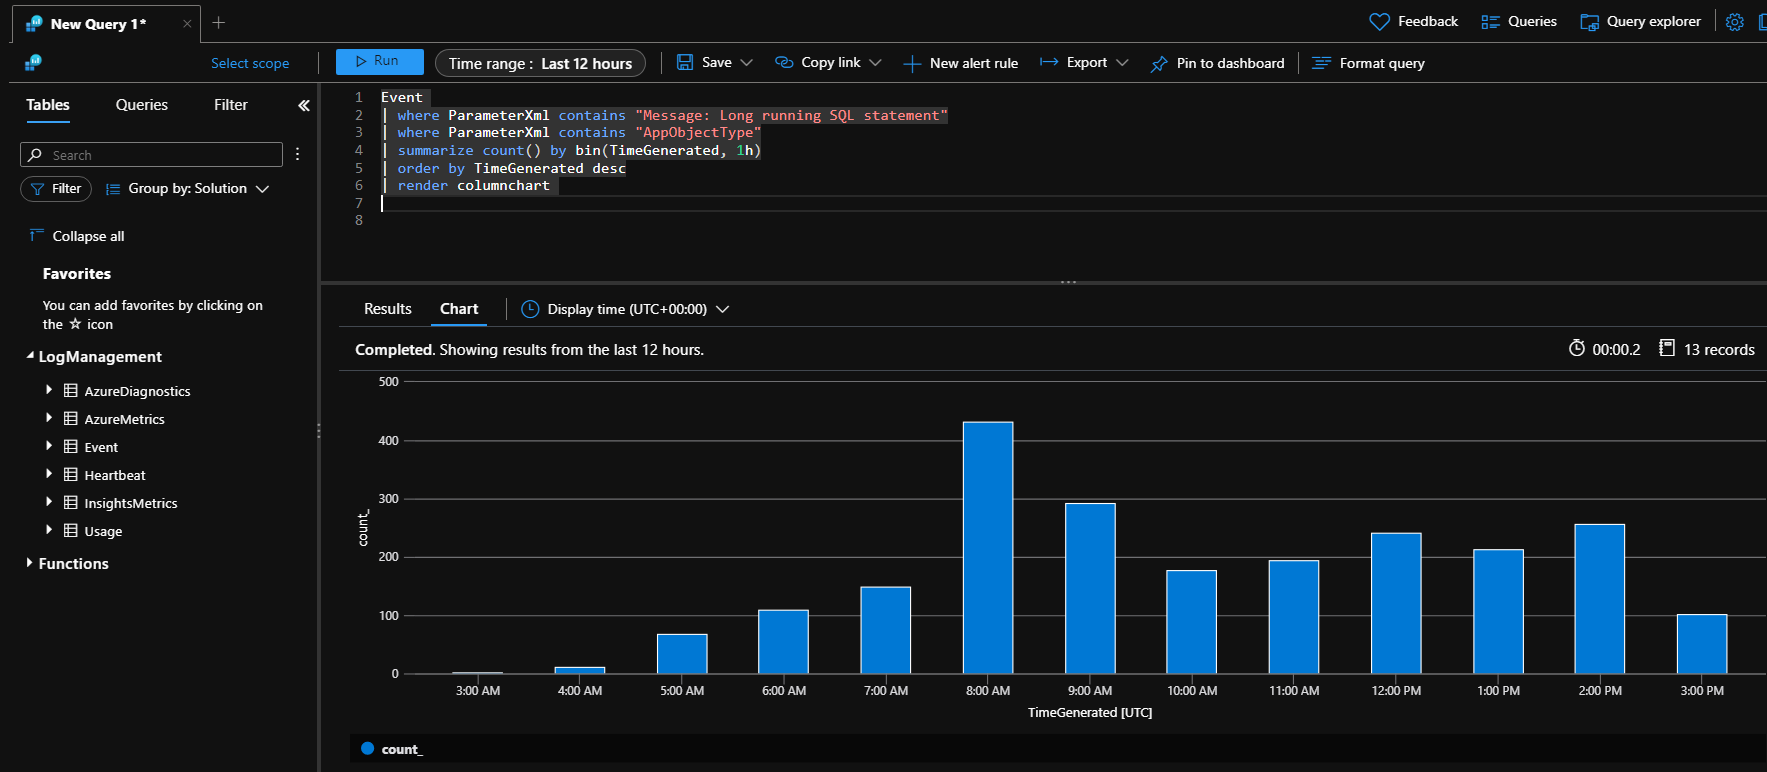 New Query 1*
Feedback
Queries
Query explorer
Select scope
Run
Time range : Last 12 hours
Save
Copy link
New alert rule
Export
Pin to dashboard
Format query
Tables
Queries
Filter
Search
Filter
Group by: Solution
Collapse all
Favorites
You can add favorites by clicking on
the ☆ icon
LogManagement
AzureDiagnostics
AzureMetrics
Event
Heartbeat
InsightsMetrics
Usage
Functions
1 Event
2 | where ParameterXml contains "Message: Long running SQL statement"
3 | where ParameterXml contains "AppObjectType"
4 | summarize count() by bin(TimeGenerated, 1h)
5 | order by TimeGenerated desc
6 | render columnchart
7
8
Results
Chart
Display time (UTC+00:00)
Completed. Showing results from the last 12 hours.
00:00.2
13 records
500
400
300
200
100
0
count_
3:00 AM
4:00 AM
5:00 AM
6:00 AM
7:00 AM
8:00 AM
9:00 AM
10:00 AM
11:00 AM
12:00 PM
1:00 PM
2:00 PM
3:00 PM
TimeGenerated [UTC]
count_